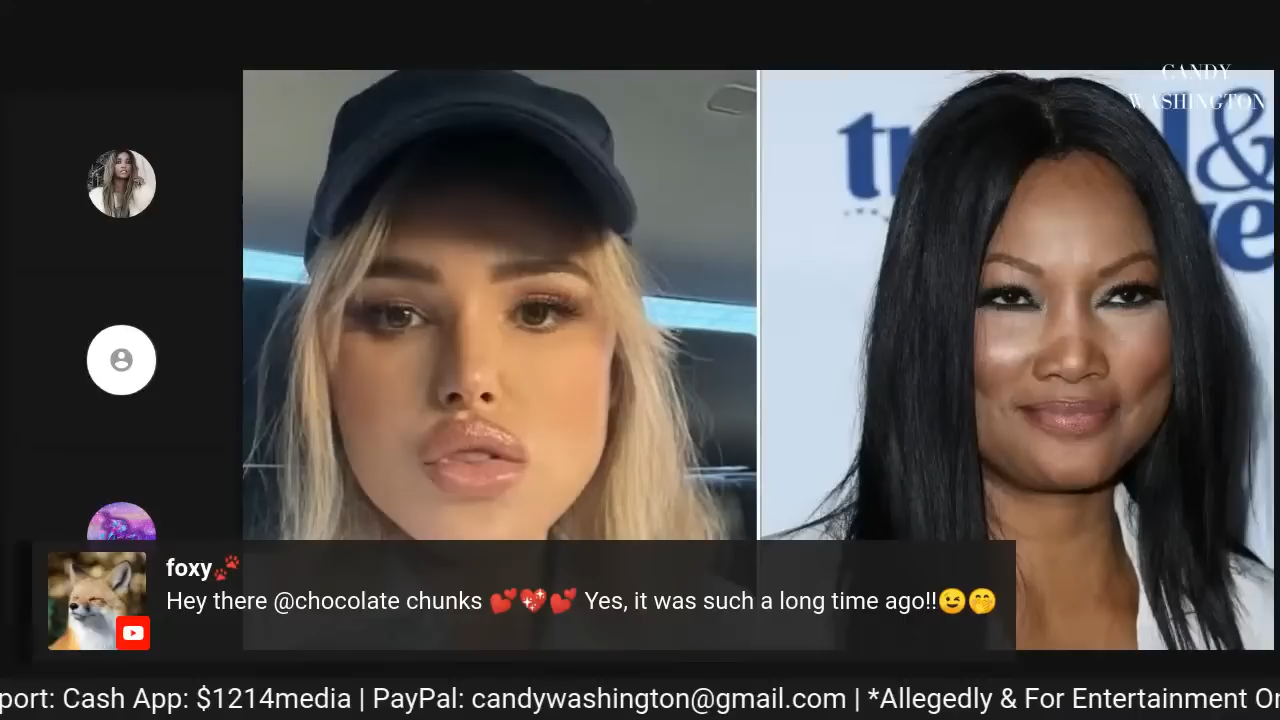 CANDY
WASHINGTON
foxy🐾
Hey there @chocolate chunks 💕💖💕 Yes, it was such a long time ago!!😉🤭
port: Cash App: $1214media | PayPal: candywashington@gmail.com | *Allegedly & For Entertainment O